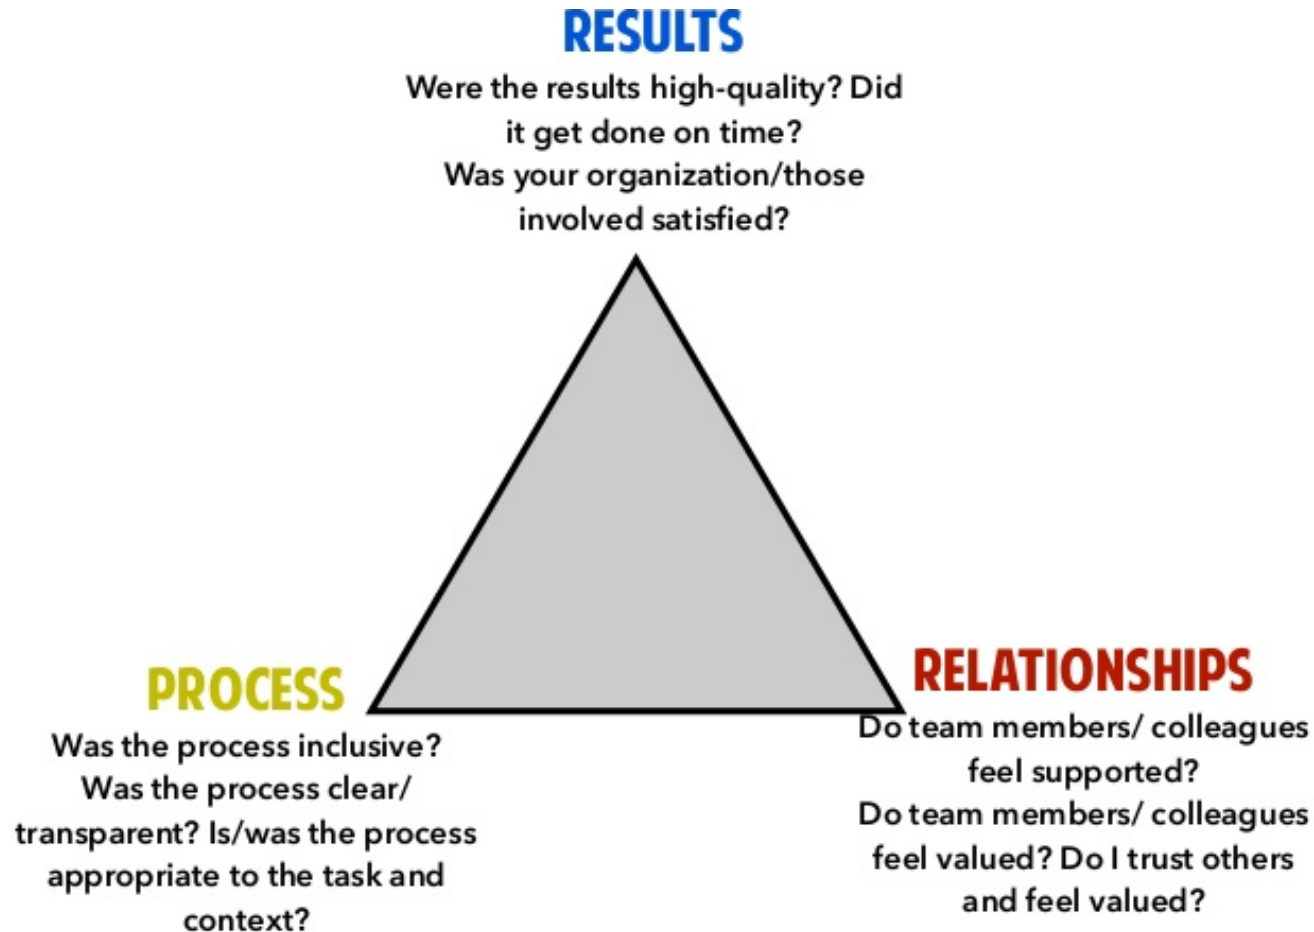 RESULTS
Were the results high-quality? Did
it get done on time?
Was your organization/those
involved satisfied?
PROCESS
Was the process inclusive?
Was the process clear/
transparent? Is/was the process
appropriate to the task and
context?
RELATIONSHIPS
Do team members/ colleagues
feel supported?
Do team members/ colleagues
feel valued? Do I trust others
and feel valued?